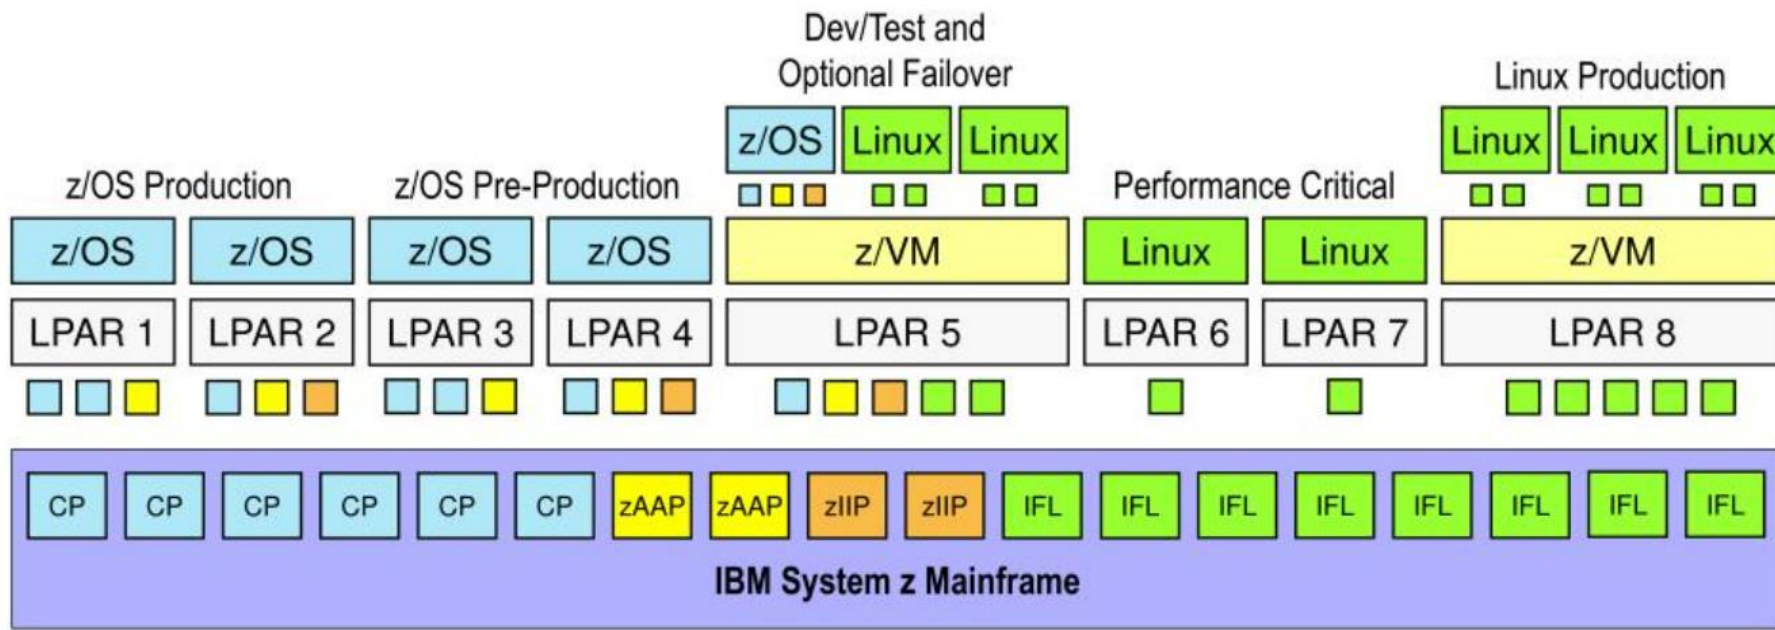 Dev/Test and
Optional Failover
Linux Production
z/OS Linux Linux
Linux Linux Linux
z/OS Production
z/OS Pre-Production
Performance Critical
z/OS z/OS z/OS z/OS z/VM Linux Linux z/VM
LPAR 1 LPAR 2 LPAR 3 LPAR 4 LPAR 5 LPAR 6 LPAR 7 LPAR 8
CP CP CP CP CP CP zAAP zAAP zIIP zIIP IFL IFL IFL IFL IFL IFL IFL IFL
IBM System z Mainframe